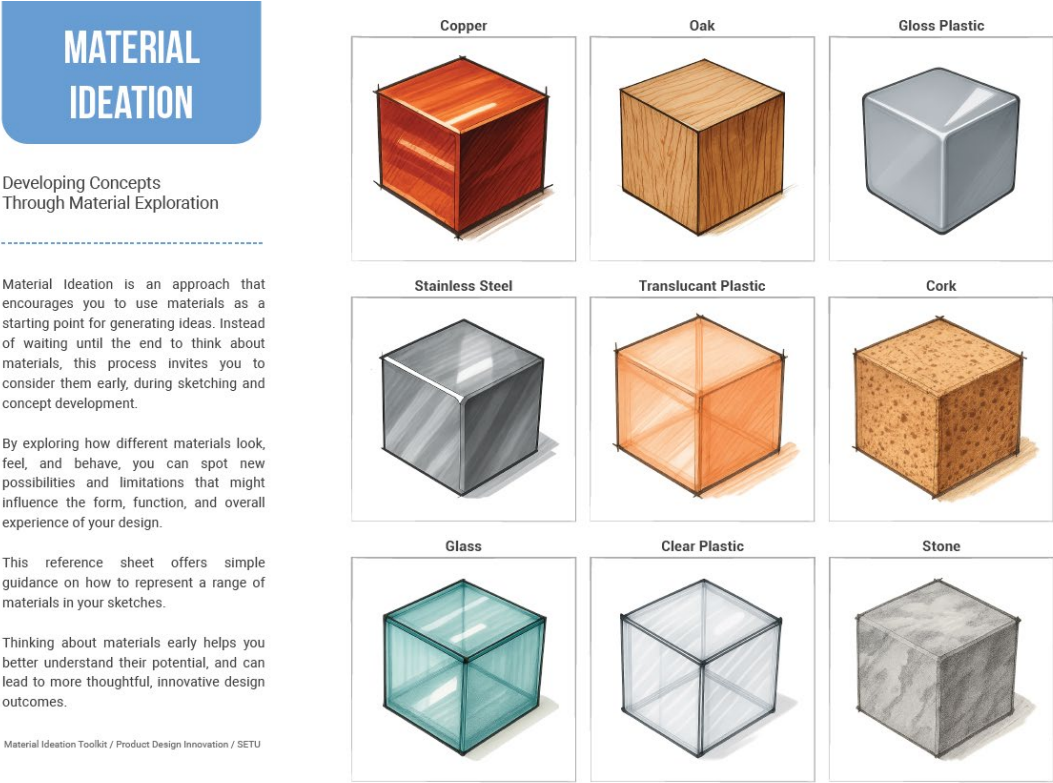 MATERIAL
IDEATION
Developing Concepts
Through Material Exploration
Material Ideation is an approach that
encourages you to use materials as a
starting point for generating ideas. Instead
of waiting until the end to think about
materials, this process invites you to
consider them early, during sketching and
concept development.
By exploring how different materials look,
feel, and behave, you can spot new
possibilities and limitations that might
influence the form, function, and overall
experience of your design.
This reference sheet offers simple
guidance on how to represent a range of
materials in your sketches.
Thinking about materials early helps you
better understand their potential, and can
lead to more thoughtful, innovative design
outcomes.
Material Ideation Toolkit / Product Design Innovation / SETU
Copper
Oak
Gloss Plastic
Stainless Steel
Translucant Plastic
Cork
Glass
Clear Plastic
Stone